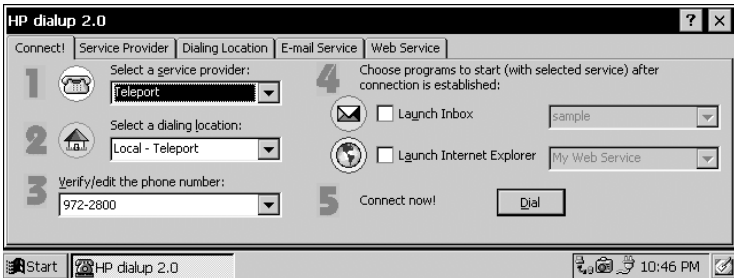 HP dialup 2.0
? ×
Connect! Service Provider Dialing Location E-mail Service Web Service
1
Select a service provider:
Teleport
2
Select a dialing location:
Local - Teleport
3
Verify/edit the phone number:
972-2800
4
Choose programs to start (with selected service) after
connection is established:
Launch Inbox
sample
Launch Internet Explorer
My Web Service
5
Connect now!
Dial
Start
HP dialup 2.0
10:46 PM